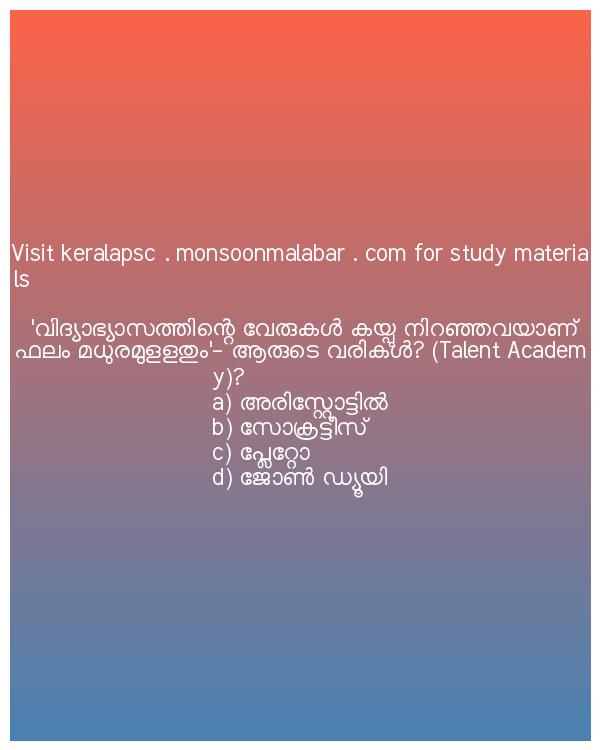 Visit keralapsc . monsoonmalabar . com for study materia
ls
'വിദ്യാഭ്യാസത്തിന്റെ വേരുകൾ കയ്പു നിറഞ്ഞവയാണ്
ഫലം മധുരമുളളതും'- ആരുടെ വരികൾ? (Talent Academ
y)?
a) അരിസ്റ്റോട്ടിൽ
b) സോക്രട്ടീസ്
c) പ്ലേറ്റോ
d) ജോൺ ഡ്യൂയി